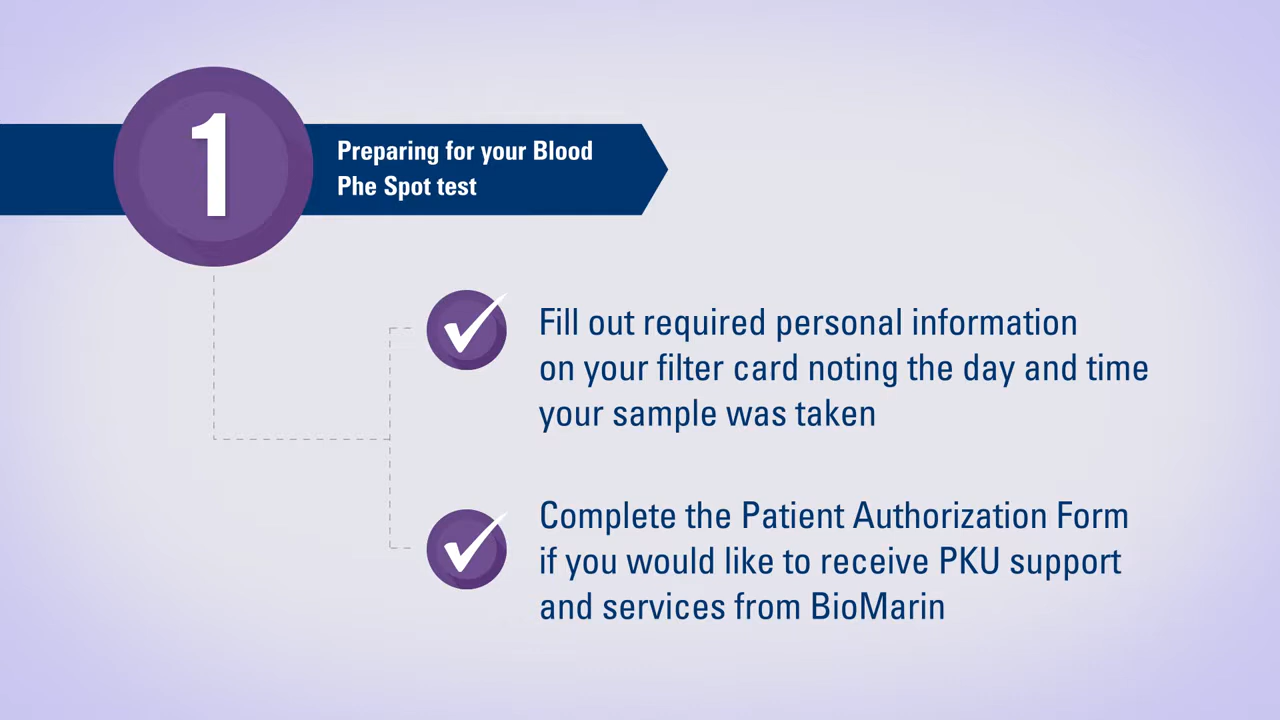 1
Preparing for your Blood
Phe Spot test
Fill out required personal information
on your filter card noting the day and time
your sample was taken
Complete the Patient Authorization Form
if you would like to receive PKU support
and services from BioMarin